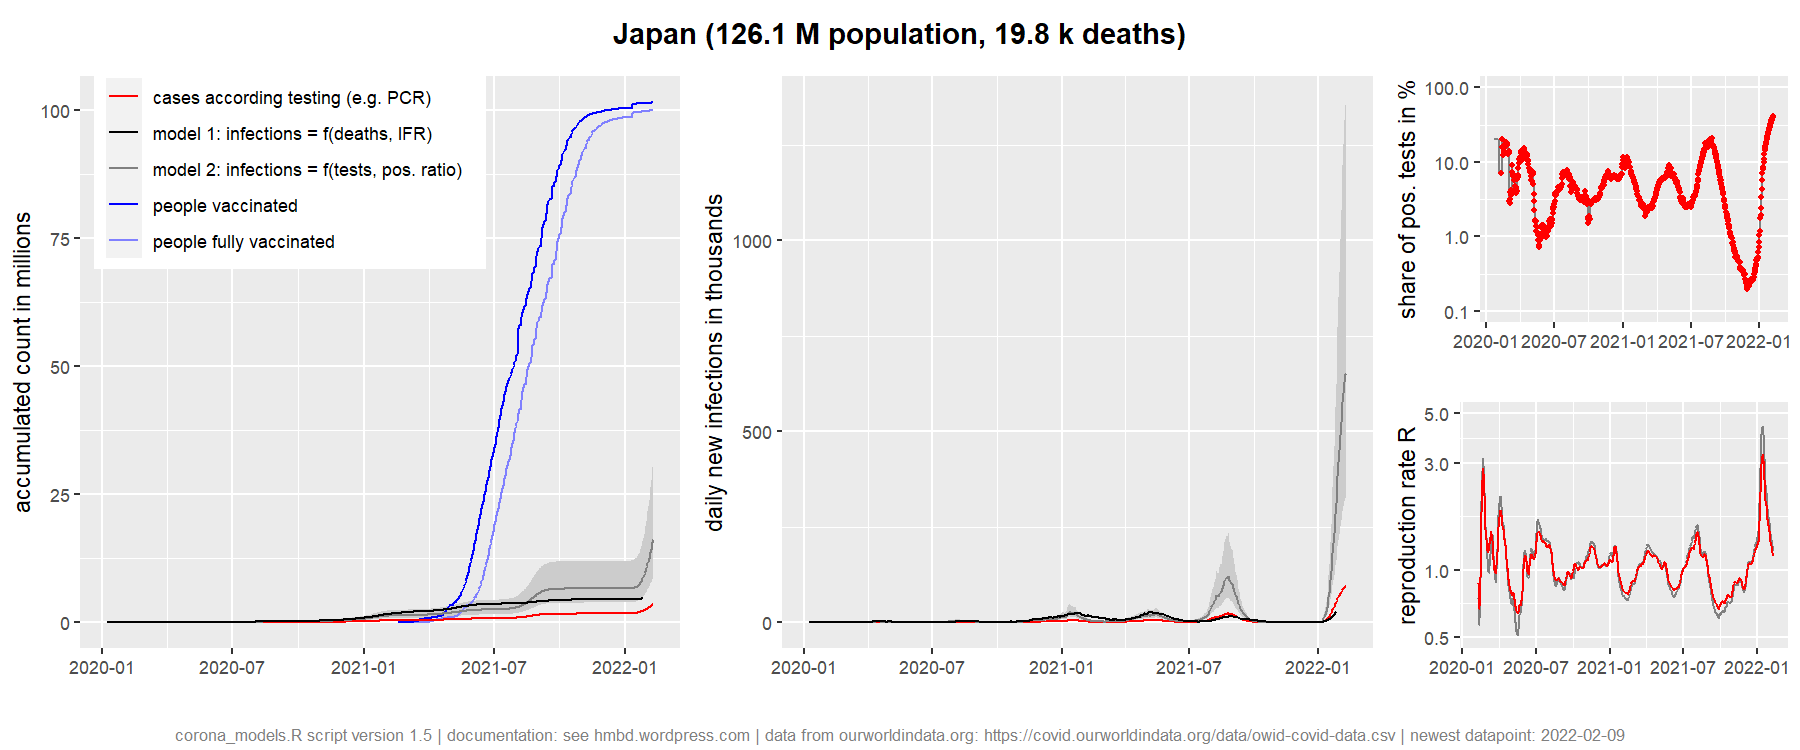 Japan (126.1 M population, 19.8 k deaths)
accumulated count in millions
100
75
50
25
0
cases according testing (e.g. PCR)
model 1: infections = f(deaths, IFR)
model 2: infections = f(tests, pos. ratio)
people vaccinated
people fully vaccinated
2020-01 2020-07 2021-01 2021-07 2022-01
daily new infections in thousands
1000
500
0
2020-01 2020-07 2021-01 2021-07 2022-01
share of pos. tests in %
100.0
10.0
1.0
0.1
2020-01 2020-07 2021-01 2021-07 2022-01
reproduction rate R
5.0
3.0
1.0
0.5
2020-01 2020-07 2021-01 2021-07 2022-01
corona_models.R script version 1.5 | documentation: see hmbd.wordpress.com | data from ourworldindata.org: https://covid.ourworldindata.org/data/owid-covid-data.csv | newest datapoint: 2022-02-09